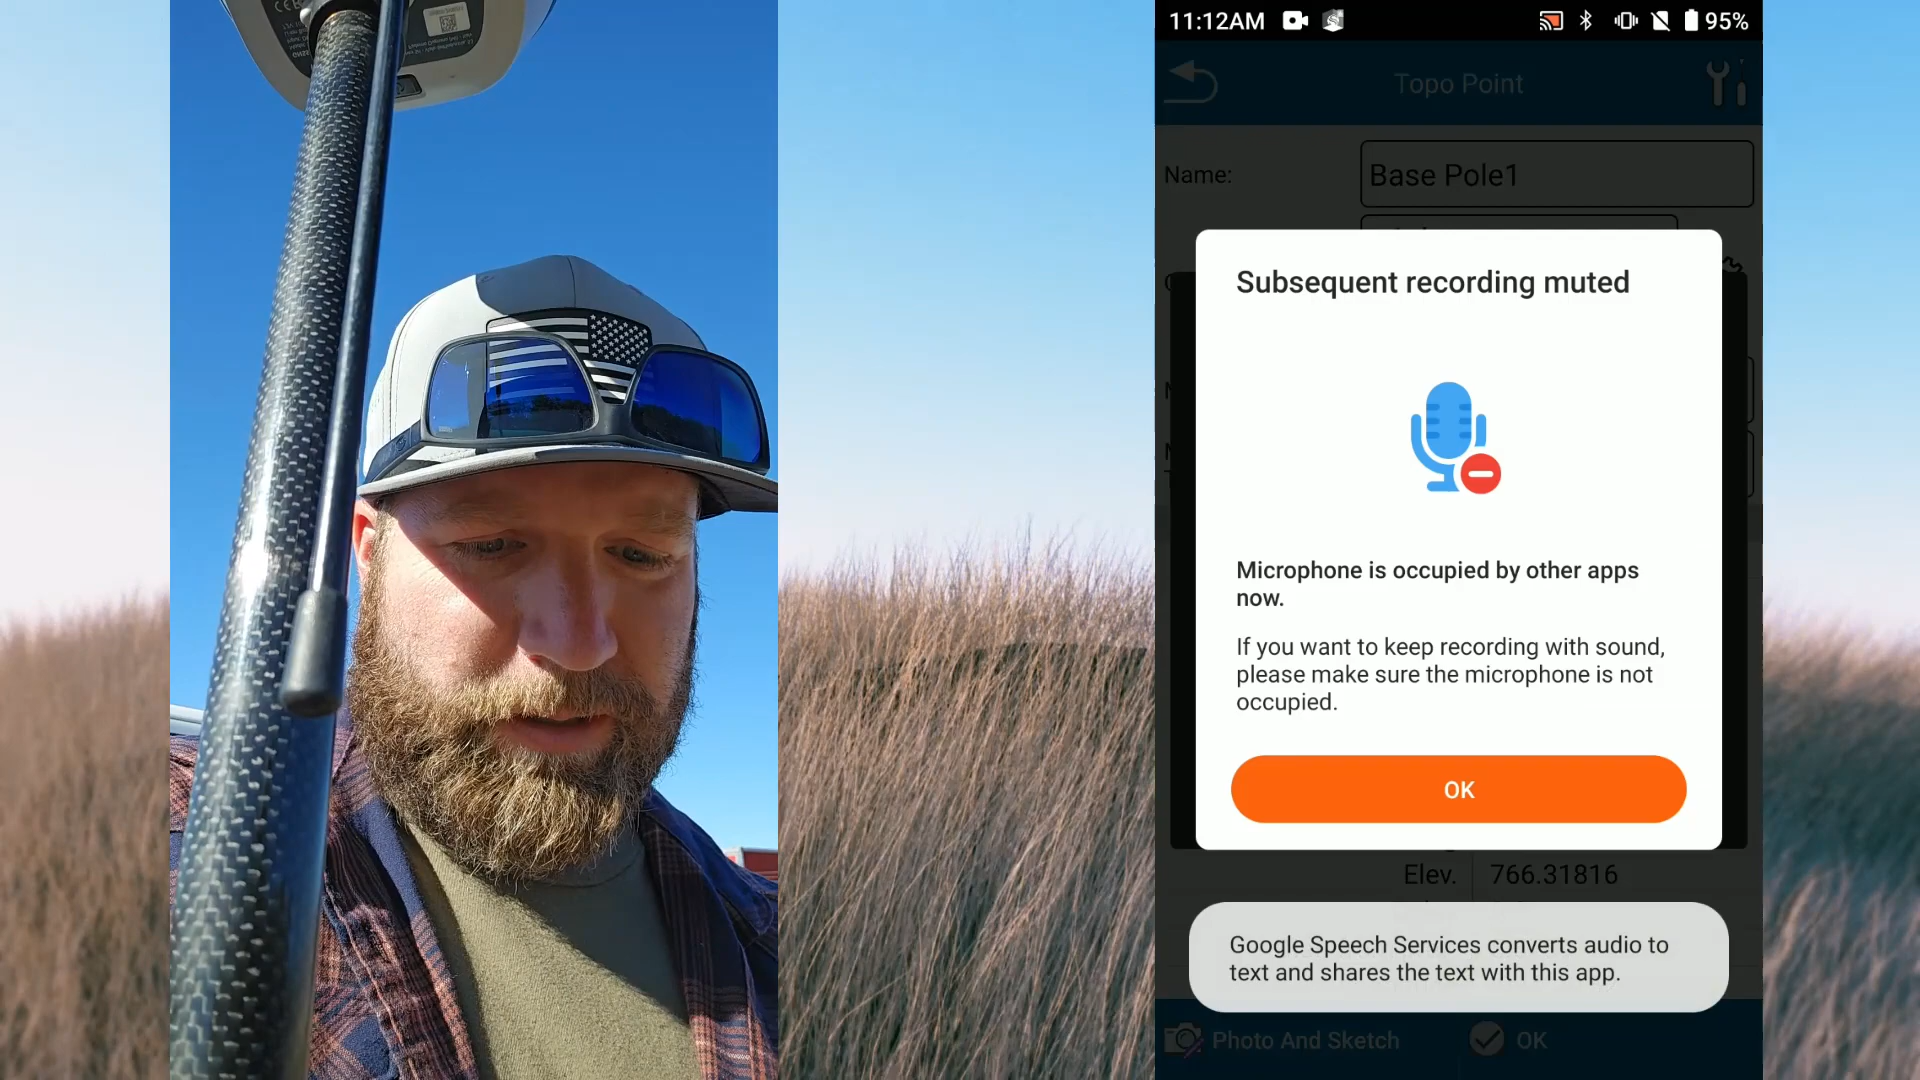 11:12AM
95%
Topo Point
Name:
Base Pole1
Subsequent recording muted
Microphone is occupied by other apps
now.
If you want to keep recording with sound,
please make sure the microphone is not
occupied.
OK
Elev.
766.31816
Google Speech Services converts audio to
text and shares the text with this app.
Photo And Sketch
OK